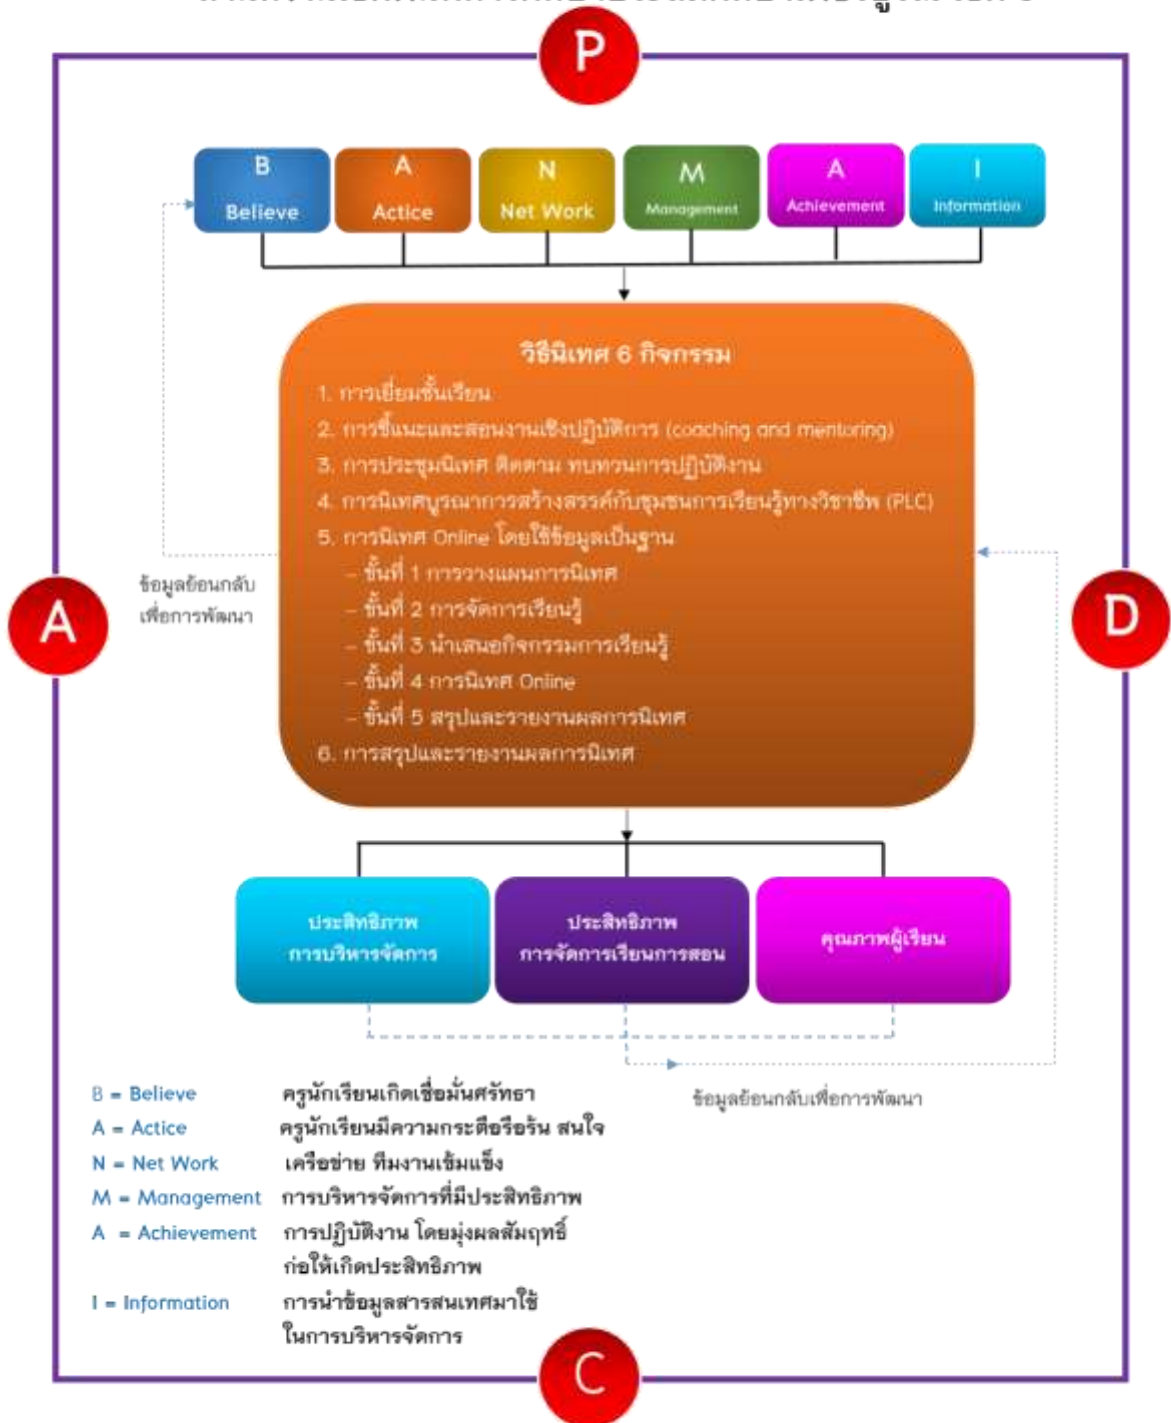 P
B
Believe
A
Actice
N
Net Work
M
Management
A
Achievement
I
Information
วิธีนิเทศ 6 กิจกรรม
1. การเยี่ยมชั้นเรียน
2. การชี้แนะและสอนงานเชิงปฏิบัติการ (coaching and mentoring)
3. การประชุมนิเทศ ติดตาม ทบทวนการปฏิบัติงาน
4. การนิเทศบูรณาการสร้างสรรค์กับชุมชนการเรียนรู้ทางวิชาชีพ (PLC)
5. การนิเทศ Online โดยใช้ข้อมูลเป็นฐาน
– ขั้นที่ 1 การวางแผนการนิเทศ
– ขั้นที่ 2 การจัดการเรียนรู้
– ขั้นที่ 3 นำเสนอกิจกรรมการเรียนรู้
– ขั้นที่ 4 การนิเทศ Online
– ขั้นที่ 5 สรุปและรายงานผลการนิเทศ
6. การสรุปและรายงานผลการนิเทศ
ข้อมูลย้อนกลับ
เพื่อการพัฒนา
A
D
ประสิทธิภาพ
การบริหารจัดการ
ประสิทธิภาพ
การจัดการเรียนการสอน
คุณภาพผู้เรียน
ข้อมูลย้อนกลับเพื่อการพัฒนา
B = Believe ครูนักเรียนเกิดเชื่อมั่นศรัทธา
A = Actice ครูนักเรียนมีความกระตือรือร้น สนใจ
N = Net Work เครือข่าย ทีมงานเข้มแข็ง
M = Management การบริหารจัดการที่มีประสิทธิภาพ
A = Achievement การปฏิบัติงาน โดยมุ่งผลสัมฤทธิ์
ก่อให้เกิดประสิทธิภาพ
I = Information การนำข้อมูลสารสนเทศมาใช้
ในการบริหารจัดการ
C